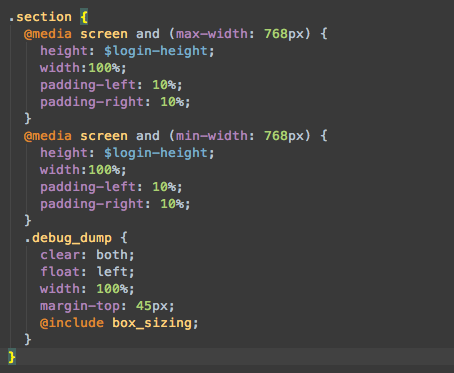 .section {
@media screen and (max-width: 768px) {
height: $login-height;
width:100%;
padding-left: 10%;
padding-right: 10%;
}
@media screen and (min-width: 768px) {
height: $login-height;
width:100%;
padding-left: 10%;
padding-right: 10%;
}
.debug_dump {
clear: both;
float: left;
width: 100%;
margin-top: 45px;
@include box_sizing;
}
}